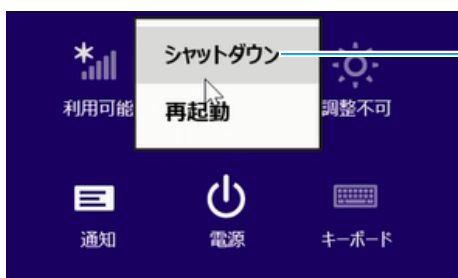 シャットダウン
利用可能
再起動
調整不可
通知
電源
キーボード